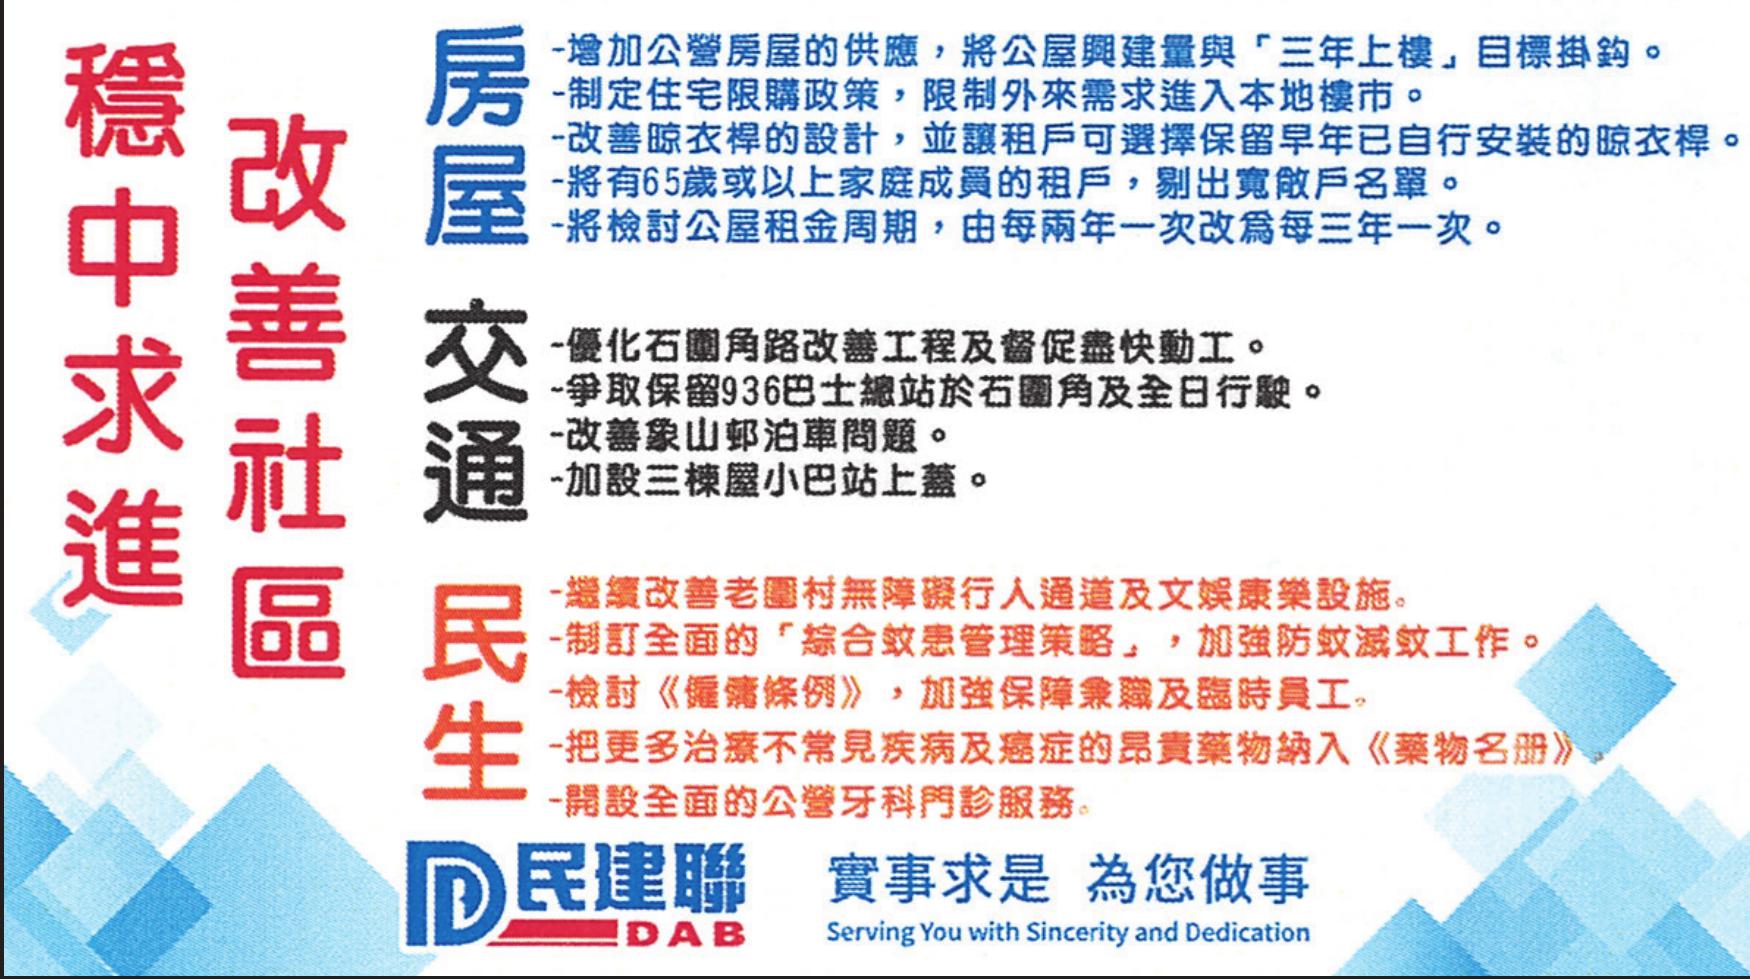 穩中求進
改善社區
房屋
-增加公營房屋的供應，將公屋興建量與「三年上樓」目標掛鈎。
-制定住宅限購政策，限制外來需求進入本地樓市。
-改善晾衣桿的設計，並讓租戶可選擇保留早年已自行安裝的晾衣桿。
-將有65歲或以上家庭成員的租戶，剔出寬敞戶名單。
-將檢討公屋租金周期，由每兩年一次改為每三年一次。
交通
-優化石圍角路改善工程及督促盡快動工。
-爭取保留936巴士總站於石圍角及全日行駛。
-改善象山邨泊車問題。
-加設三棟屋小巴站上蓋。
民生
-繼續改善老圍村無障礙行人通道及文娛康樂設施。
-制訂全面的「綜合蚊患管理策略」，加強防蚊滅蚊工作。
-檢討《僱傭條例》，加強保障兼職及臨時員工。
-把更多治療不常見疾病及癌症的昂貴藥物納入《藥物名册》。
-開設全面的公營牙科門診服務。
民建聯
DAB
實事求是 為您做事
Serving You with Sincerity and Dedication